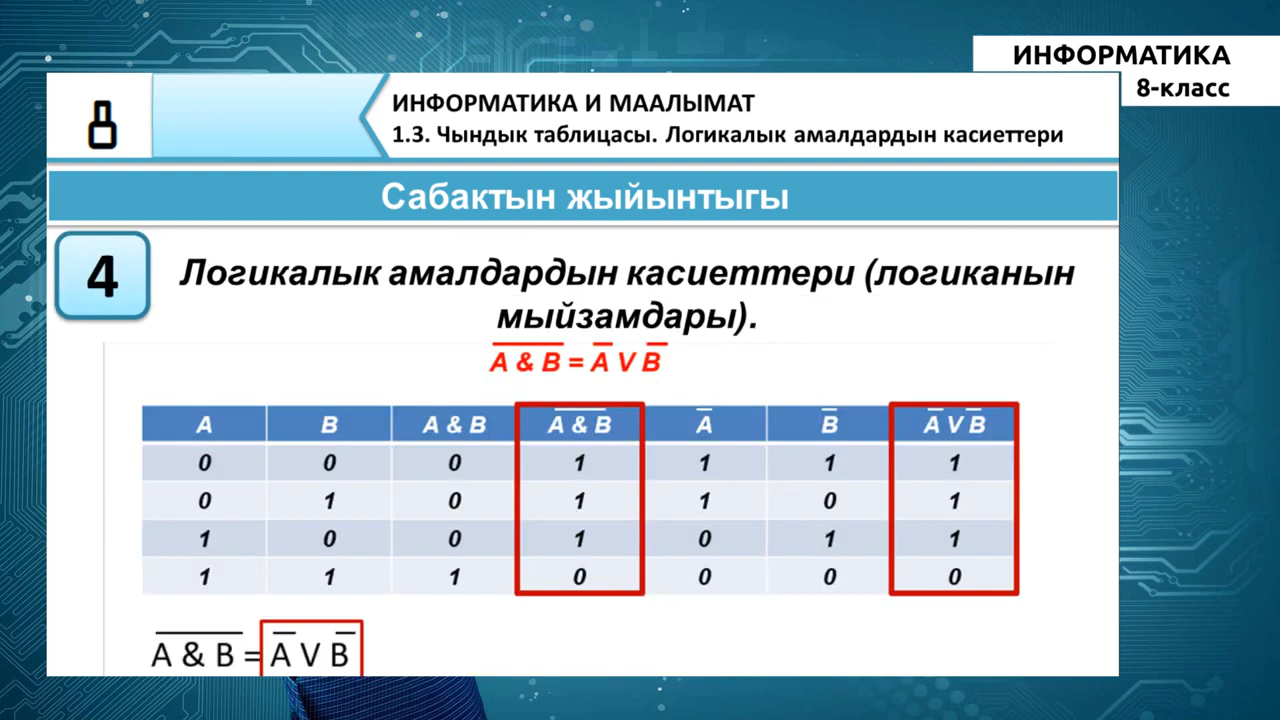 ИНФОРМАТИКА
8-класс
8
ИНФОРМАТИКА И МААЛЫМАТ
1.3. Чындык таблицасы. Логикалык амалдардын касиеттери
Сабактын жыйынтыгы
4
Логикалык амалдардын касиеттери (логиканын
мыйзамдары).
A̅ ̅&̅ ̅B̅ = A̅ V B̅
A B A & B A̅ ̅&̅ ̅B̅ A̅ B̅ A̅ V B̅
0 0 0 1 1 1 1
0 1 0 1 1 0 1
1 0 0 1 0 1 1
1 1 1 0 0 0 0
A̅ ̅&̅ ̅B̅ = A̅ V B̅